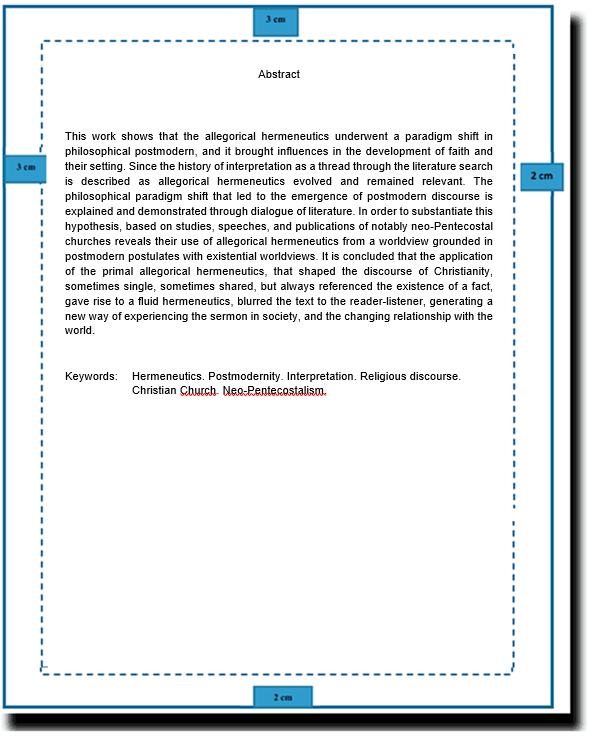 3 cm
Abstract
This work shows that the allegorical hermeneutics underwent a paradigm shift in
philosophical postmodern, and it brought influences in the development of faith and
their setting. Since the history of interpretation as a thread through the literature search
is described as allegorical hermeneutics evolved and remained relevant. The
philosophical paradigm shift that led to the emergence of postmodern discourse is
explained and demonstrated through dialogue of literature. In order to substantiate this
hypothesis, based on studies, speeches, and publications of notably neo-Pentecostal
churches reveals their use of allegorical hermeneutics from a worldview grounded in
postmodern postulates with existential worldviews. It is concluded that the application
of the primal allegorical hermeneutics, that shaped the discourse of Christianity,
sometimes single, sometimes shared, but always referenced the existence of a fact,
gave rise to a fluid hermeneutics, blurred the text to the reader-listener, generating a
new way of experiencing the sermon in society, and the changing relationship with the
world.
3 cm
2 cm
Keywords: Hermeneutics. Postmodernity. Interpretation. Religious discourse.
Christian Church. Neo-Pentecostalism.
2 cm